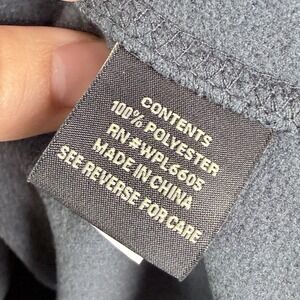 CONTENTS
100% POLYESTER
RN#WPL6605
MADE IN CHINA
SEE REVERSE FOR CARE